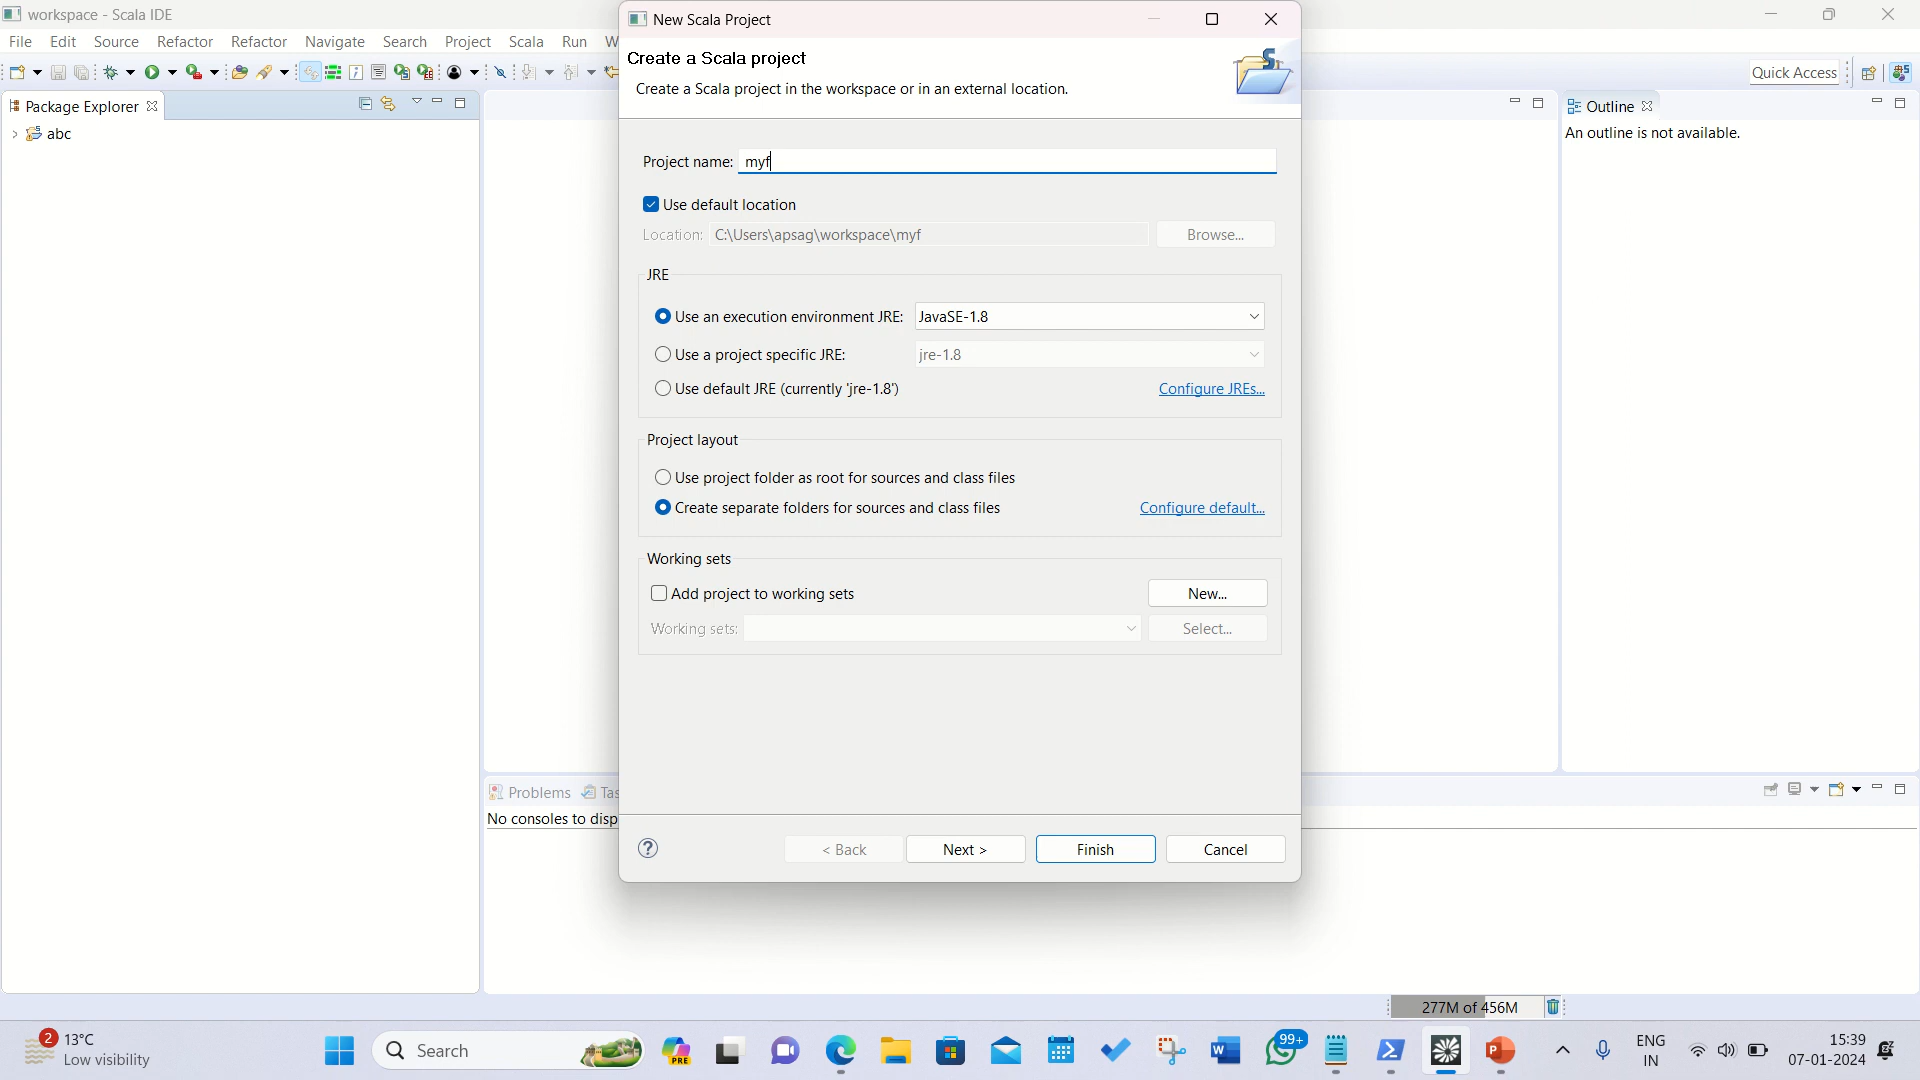 workspace - Scala IDE
File Edit Source Refactor Refactor Navigate Search Project Scala Run W
Quick Access
Package Explorer
abc
New Scala Project
Create a Scala project
Create a Scala project in the workspace or in an external location.
Project name: myf
Use default location
Location: C:\Users\apsag\workspace\myf Browse...
JRE
Use an execution environment JRE: JavaSE-1.8
Use a project specific JRE: jre-1.8
Use default JRE (currently 'jre-1.8') Configure JREs...
Project layout
Use project folder as root for sources and class files
Create separate folders for sources and class files Configure default...
Working sets
Add project to working sets New...
Working sets: Select...
< Back Next > Finish Cancel
Outline
An outline is not available.
Problems Tas
No consoles to disp
277M of 456M
2 13°C
Low visibility
Search
PRE
99+
ENG
IN
15:39
07-01-2024